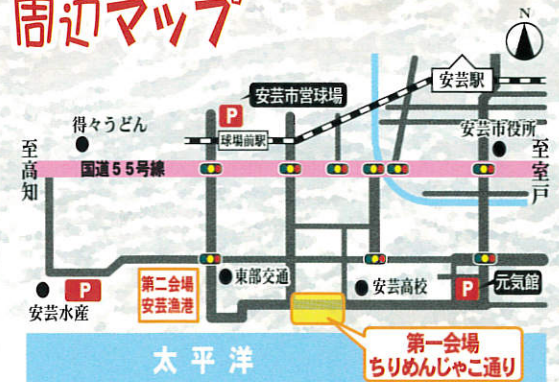 周辺マップ
N
安芸駅
安芸市営球場
P
得々うどん
球場前駅
安芸市役所
至高知
国道55号線
至室戸
第二会場
安芸漁港
東部交通
安芸高校
P
元気館
P
安芸水産
太平洋
第一会場
ちりめんじゃこ通り